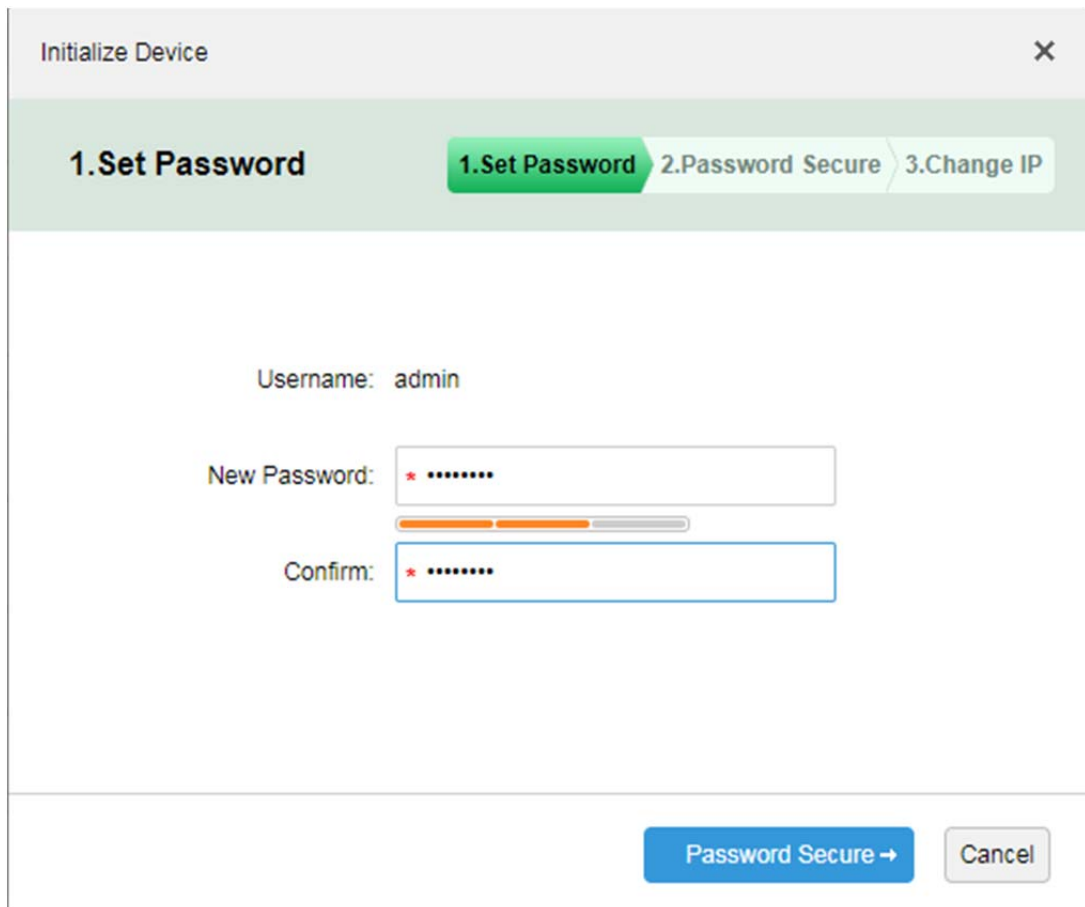 Initialize Device ×
1.Set Password 1.Set Password 2.Password Secure 3.Change IP
Username: admin
New Password: * ••••••••
Confirm: * ••••••••
Password Secure→ Cancel